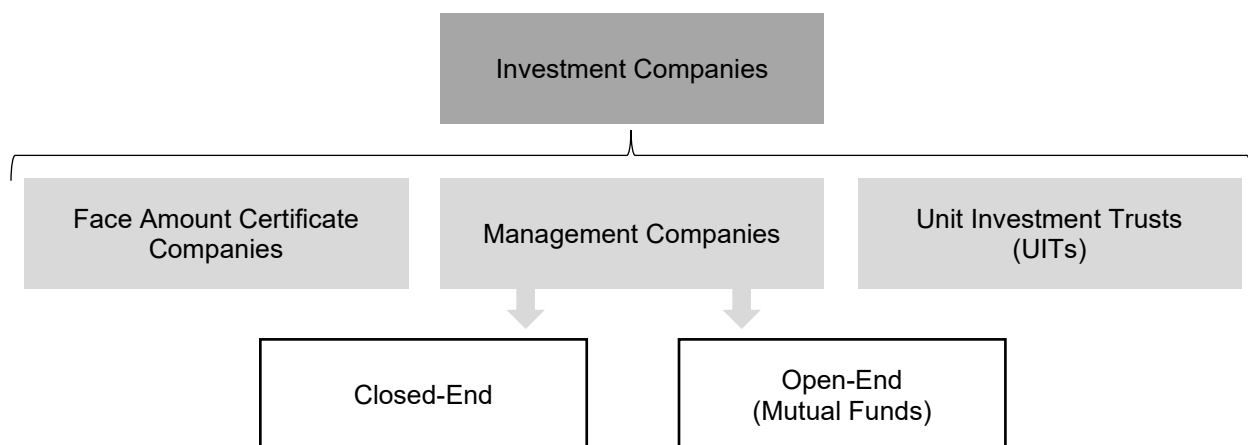 Investment Companies
Face Amount Certificate
Companies
Management Companies
Unit Investment Trusts
(UITs)
Closed-End
Open-End
(Mutual Funds)